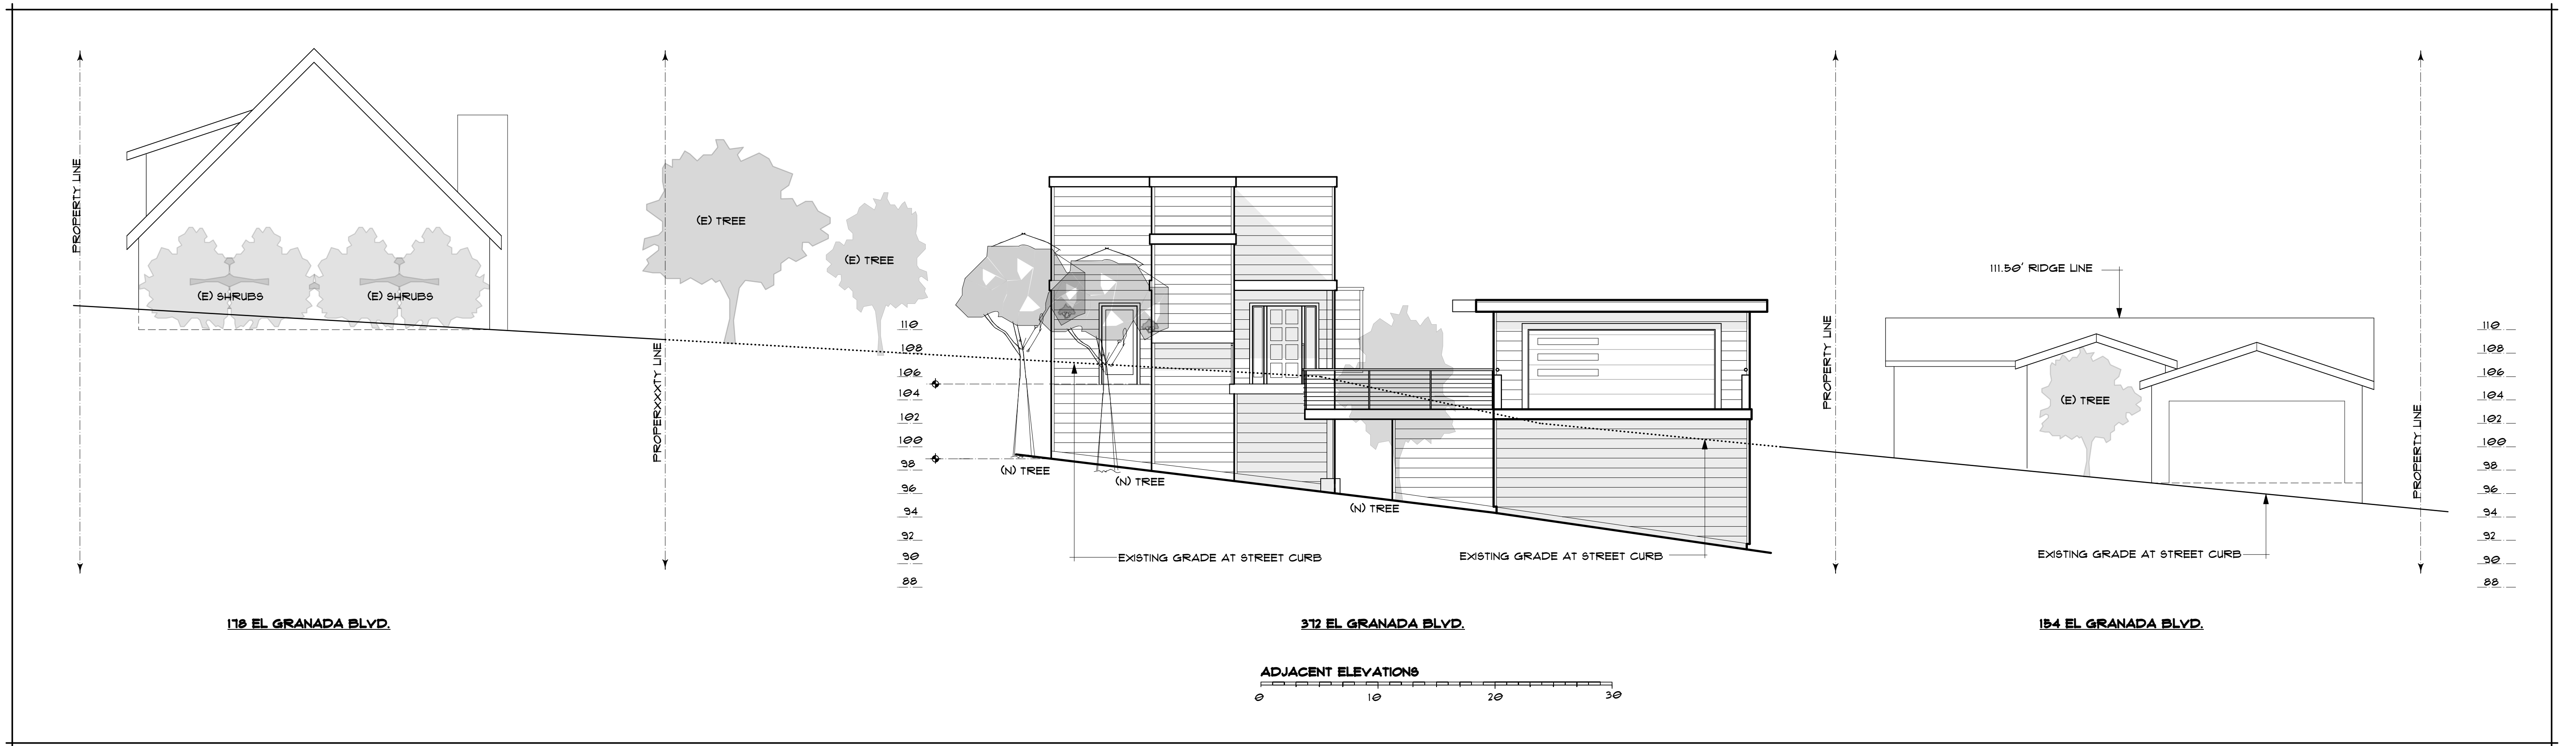 PROPERTY LINE
(E) SHRUBS
(E) SHRUBS
PROPERXXXTY LINE
(E) TREE
(E) TREE
110
108
106
104
102
100
98
96
94
92
90
88
(N) TREE
(N) TREE
(N) TREE
EXISTING GRADE AT STREET CURB
EXISTING GRADE AT STREET CURB
PROPERTY LINE
111.50' RIDGE LINE
(E) TREE
EXISTING GRADE AT STREET CURB
PROPERTY LINE
110
108
106
104
102
100
98
96
94
92
90
88
178 EL GRANADA BLVD.
372 EL GRANADA BLVD.
154 EL GRANADA BLVD.
ADJACENT ELEVATIONS
0 10 20 30